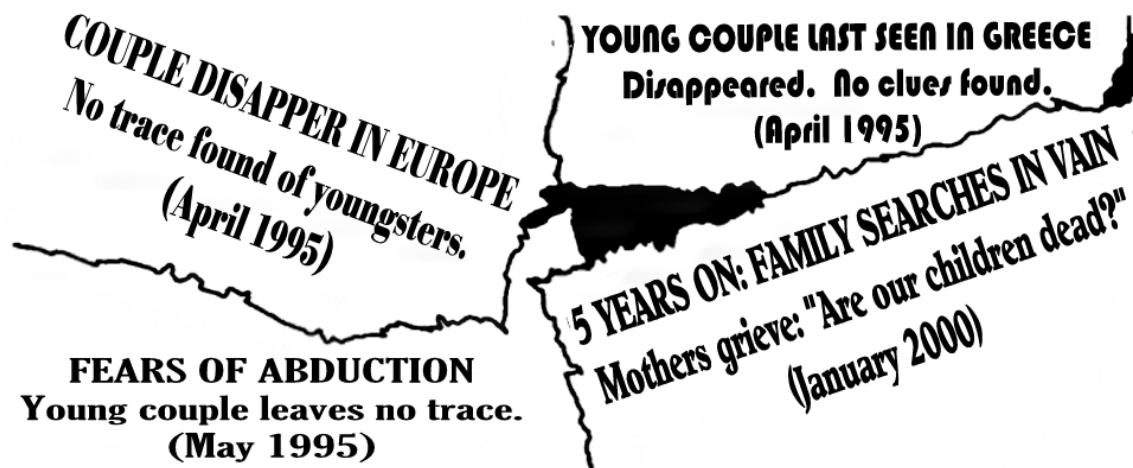 COUPLE DISAPPER IN EUROPE
No trace found of youngsters.
(April 1995)
YOUNG COUPLE LAST SEEN IN GREECE
Disappeared. No clues found.
(April 1995)
FEARS OF ABDUCTION
Young couple leaves no trace.
(May 1995)
5 YEARS ON: FAMILY SEARCHES IN VAIN
Mothers grieve: "Are our children dead?"
(January 2000)